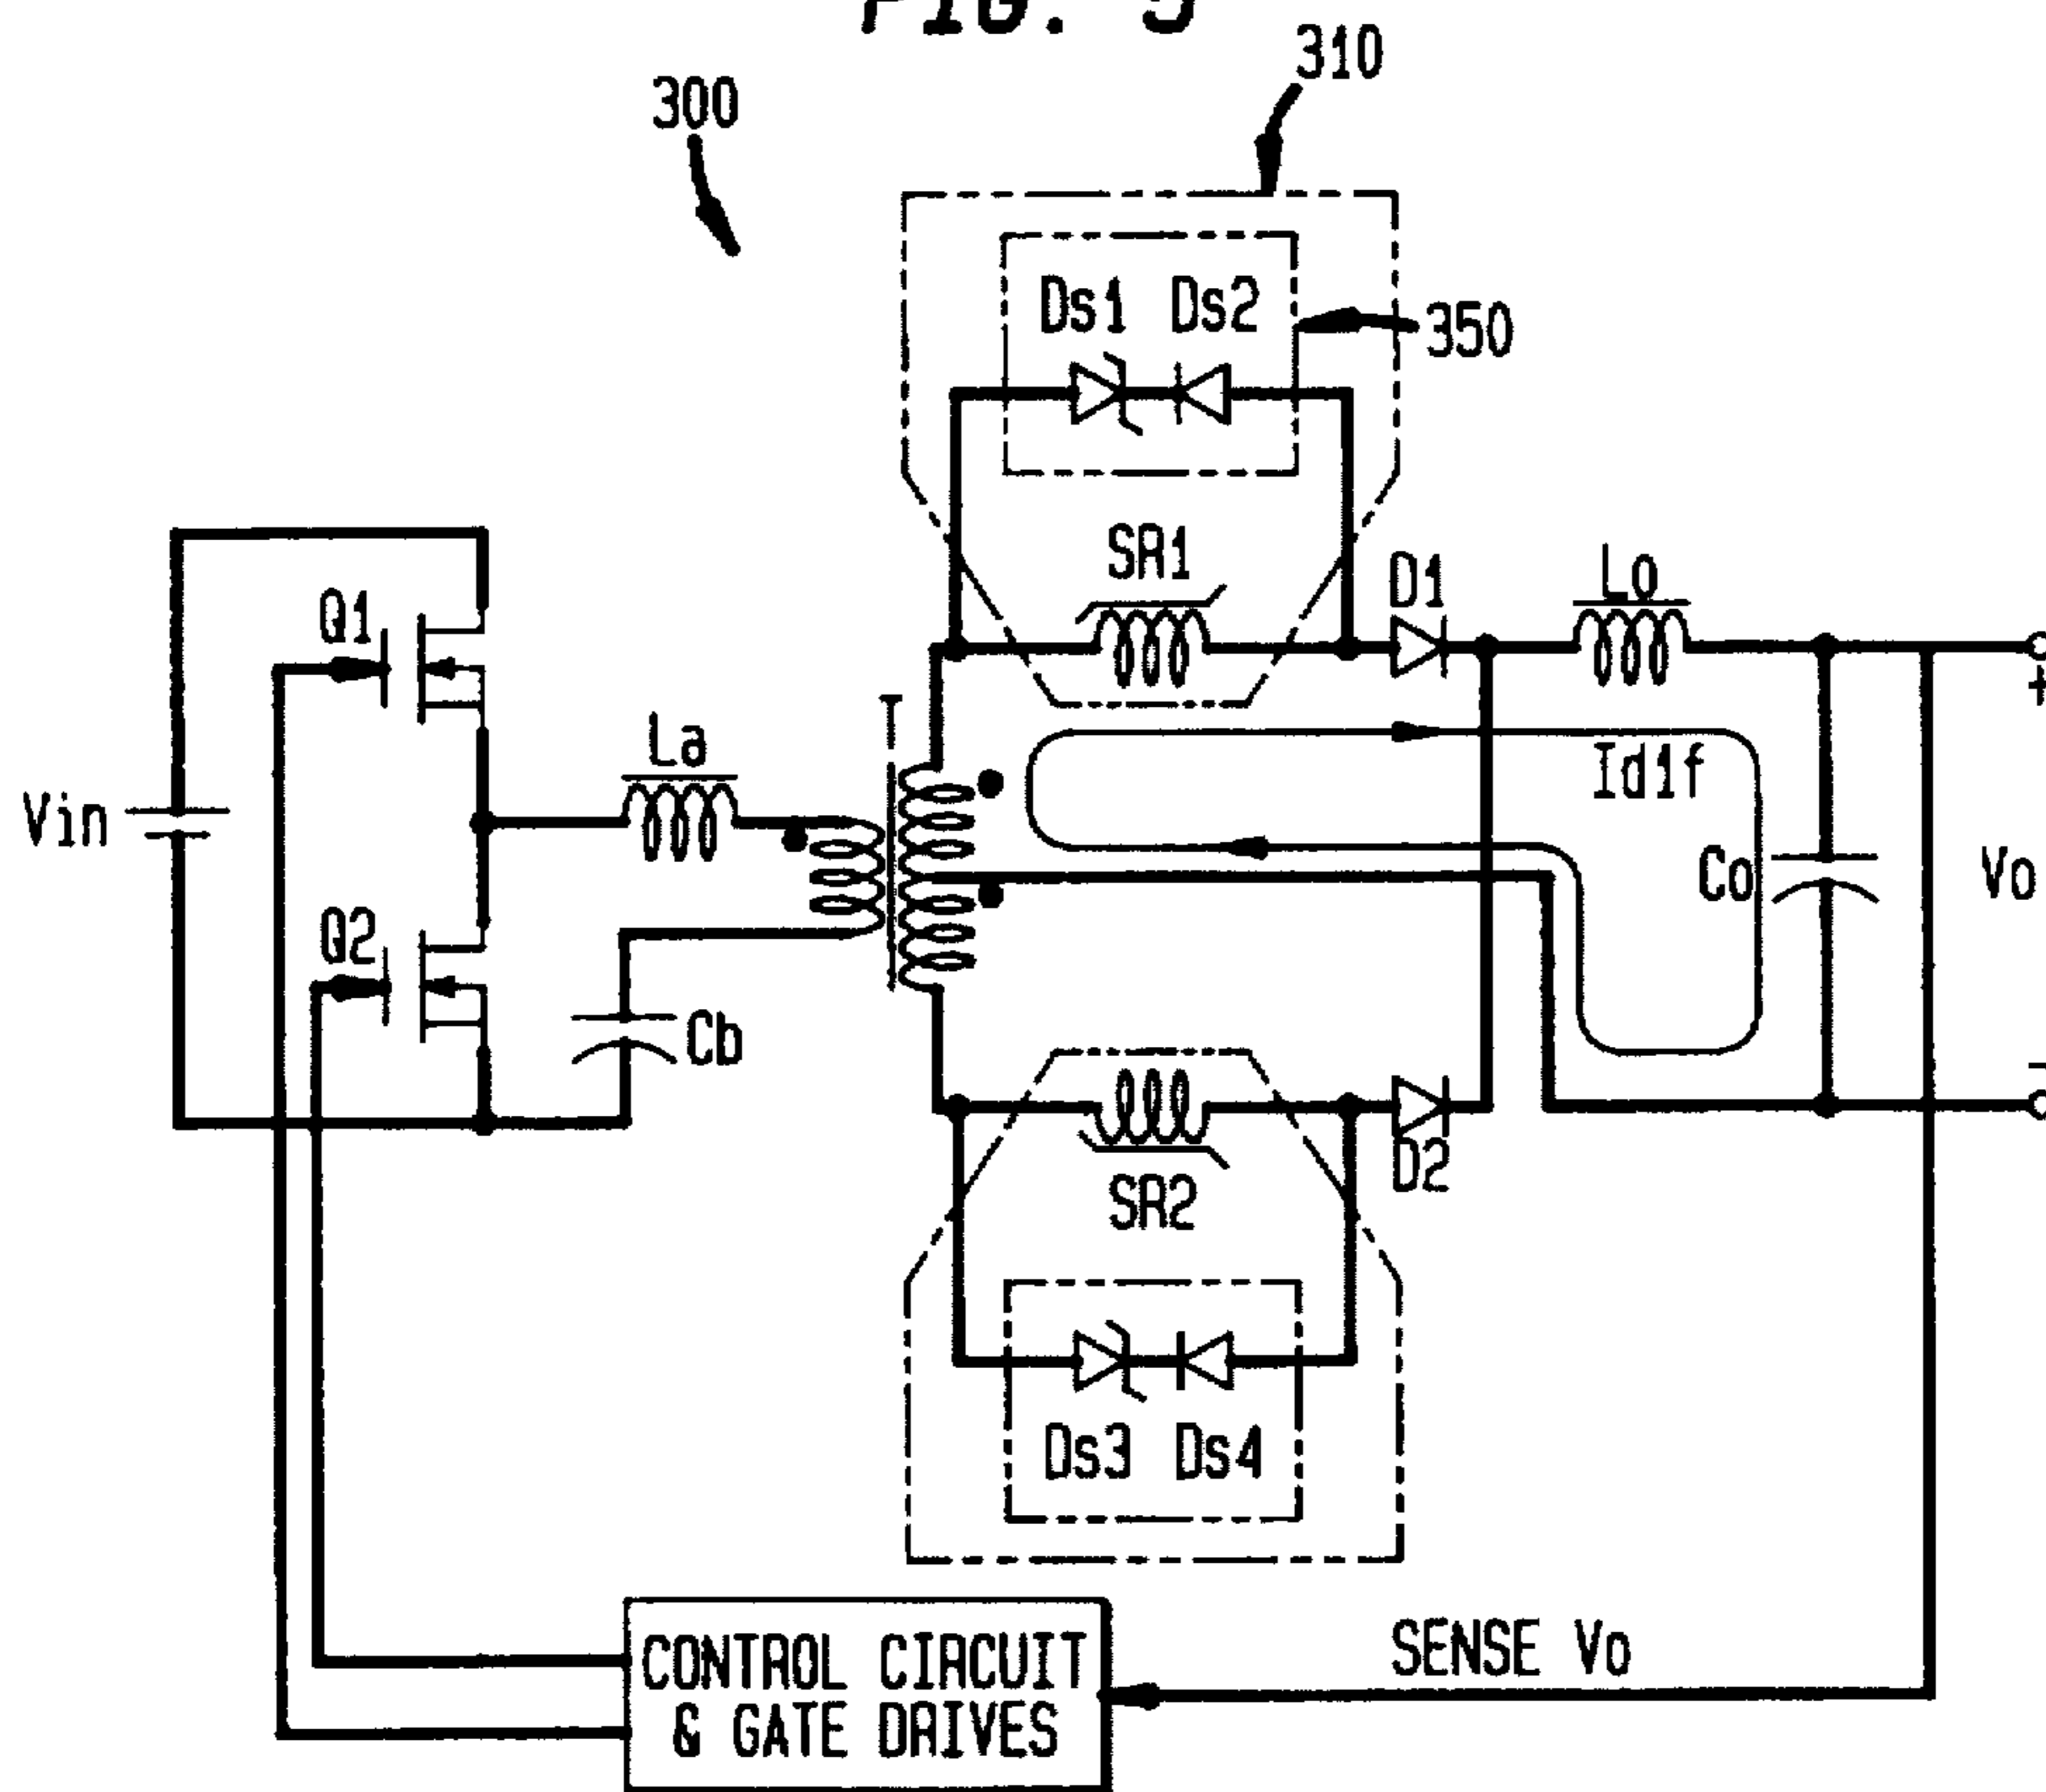 310
300
Ds1 Ds2
350
SR1
D1
Lo
Q1
+
T
La
Id1f
Vin
Co
Vo
Q2
Cb
-
D2
SR2
Ds3 Ds4
SENSE Vo
CONTROL CIRCUIT
& GATE DRIVES